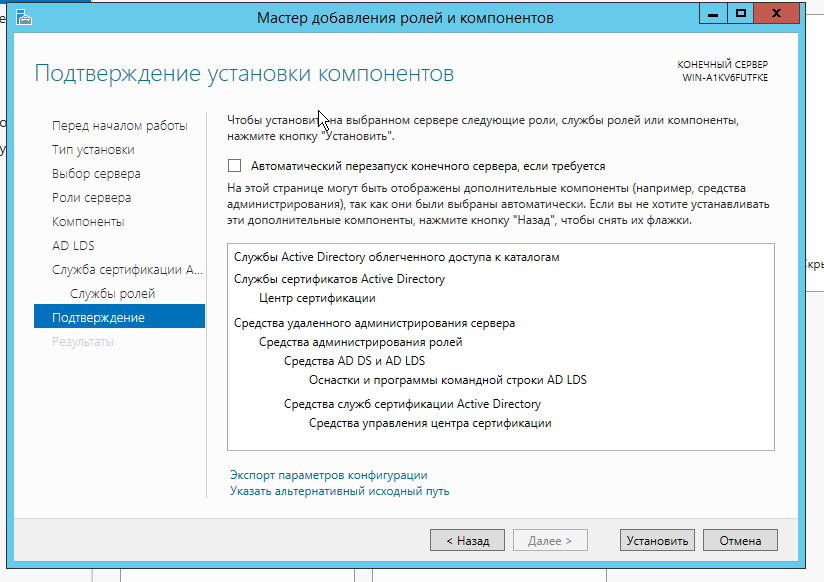 Мастер добавления ролей и компонентов
Подтверждение установки компонентов
КОНЕЧНЫЙ СЕРВЕР
WIN-A1KV6FUTFKE
Перед началом работы
Тип установки
Выбор сервера
Роли сервера
Компоненты
AD LDS
Служба сертификации A...
Службы ролей
Подтверждение
Результаты
Чтобы установить на выбранном сервере следующие роли, службы ролей или компоненты,
нажмите кнопку "Установить".
Автоматический перезапуск конечного сервера, если требуется
На этой странице могут быть отображены дополнительные компоненты (например, средства
администрирования), так как они были выбраны автоматически. Если вы не хотите устанавливать
эти дополнительные компоненты, нажмите кнопку "Назад", чтобы снять их флажки.
Службы Active Directory облегченного доступа к каталогам
Службы сертификатов Active Directory
Центр сертификации
Средства удаленного администрирования сервера
Средства администрирования ролей
Средства AD DS и AD LDS
Оснастки и программы командной строки AD LDS
Средства служб сертификации Active Directory
Средства управления центра сертификации
Экспорт параметров конфигурации
Указать альтернативный исходный путь
< Назад
Далее >
Установить
Отмена